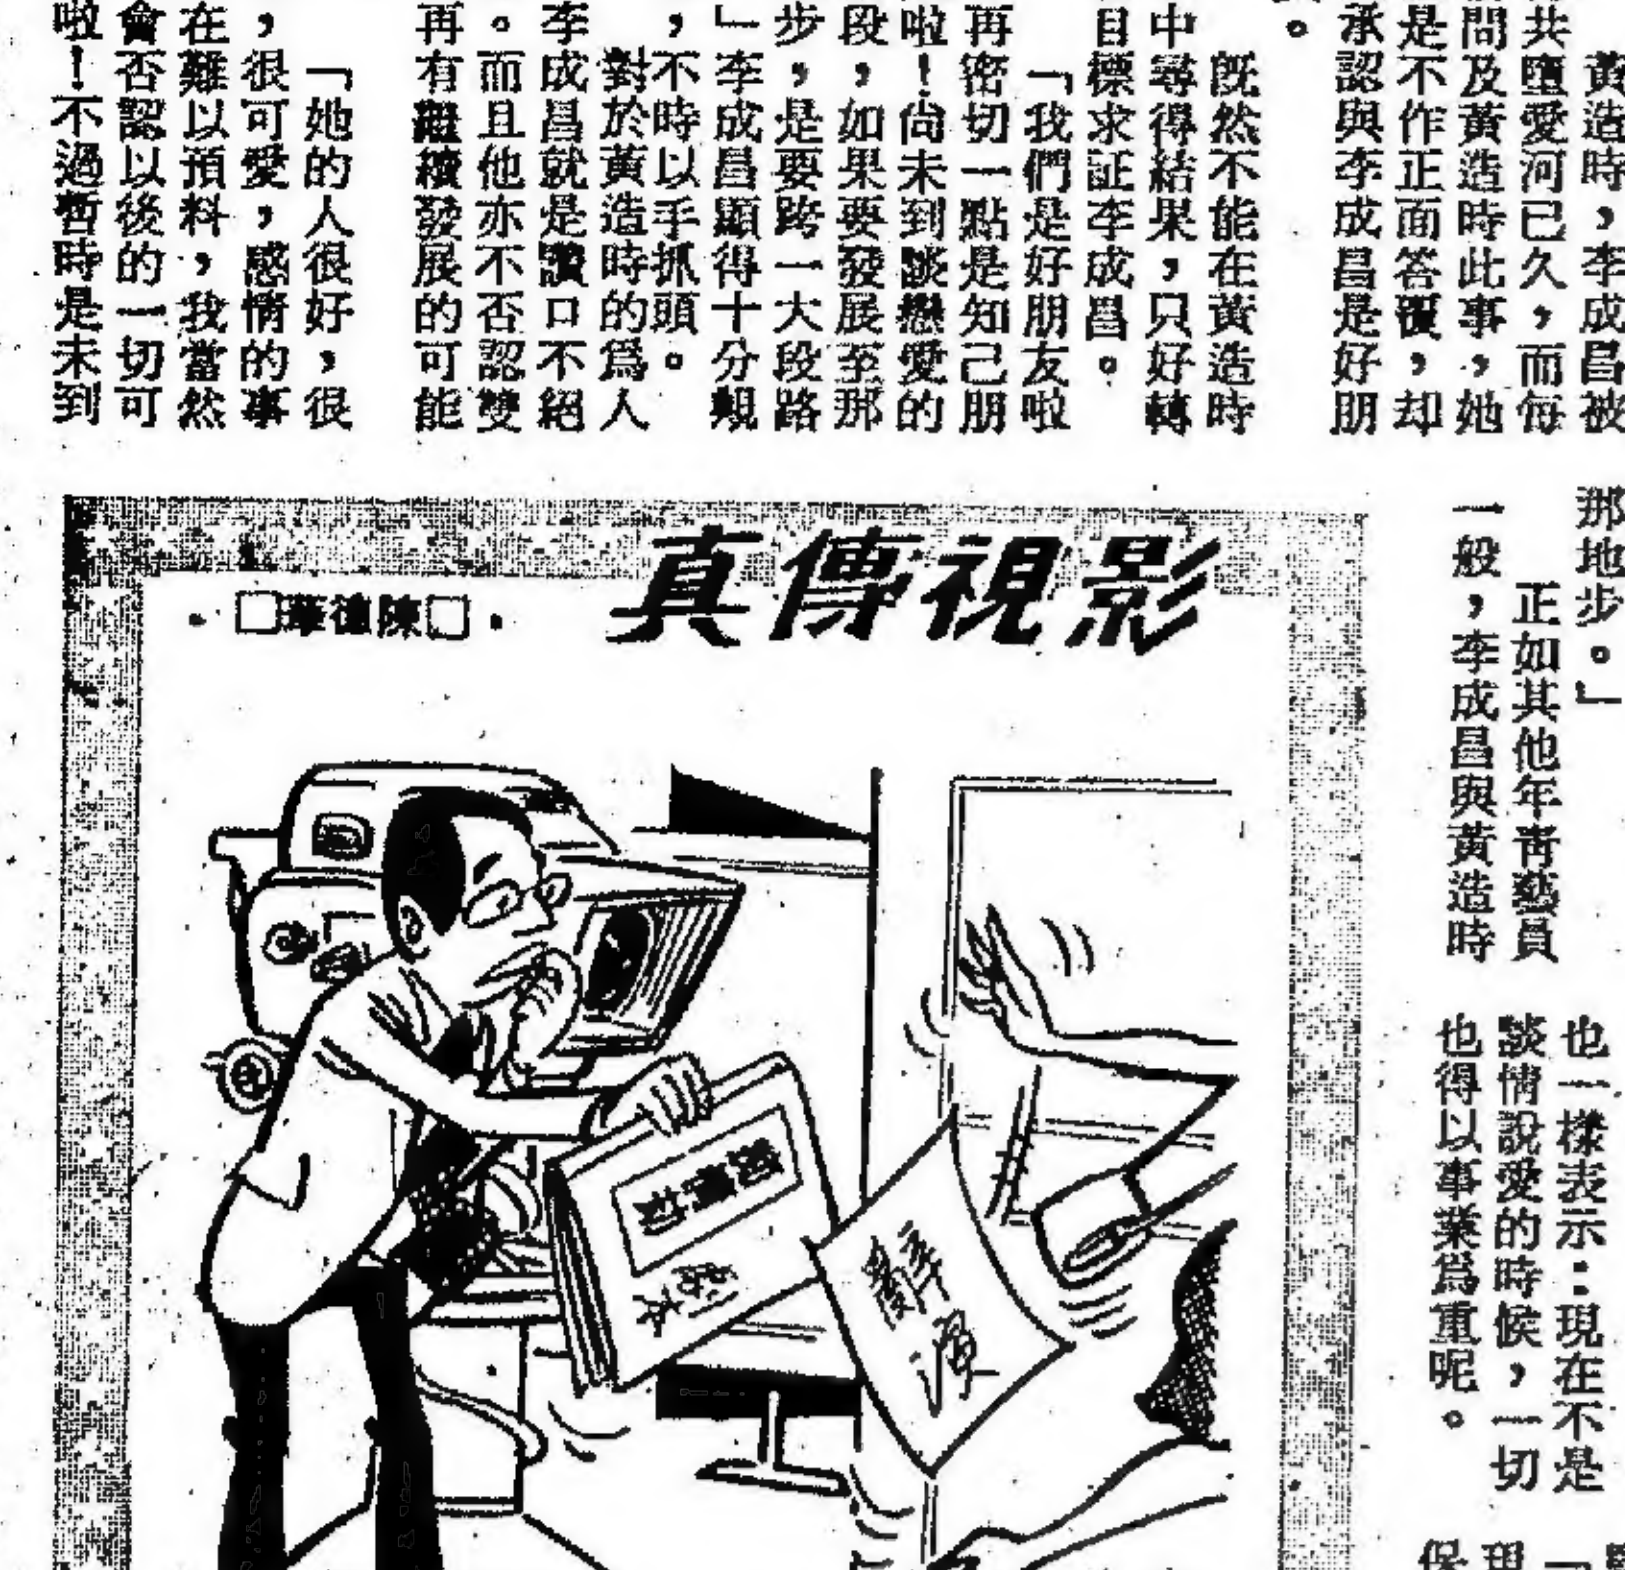 黃造時,李成昌被
共墮愛河已久,而每
問及黃造時此事,她
是不作正面答覆,却
承認與李成昌是好朋
。
既然不能在黃造時
中尋得結果,只好轉
目標求証李成昌。
「我們是好朋友啦
再密切一點是知己朋
啦!尚未到談戀愛的
段,如果要發展至那
步,是要跨一大段路
」李成昌顯得十分靦
,不時以手抓頭。
對於黃造時的爲人
李成昌就是讚口不絕
。而且他亦不否認雙
再有繼續發展的可能
「她的人很好,很
,很可愛,感情的事
在難以預料,我當然
會否認以後的一切可
啦!不過暫時是未到
那地步。」
正如其他年青藝員
一般,李成昌與黃造時
也一樣表示:現在不是
談情說愛的時候,一切
也得以事業爲重呢。
影視傳真
·□陳德華□·
劇本
辭演